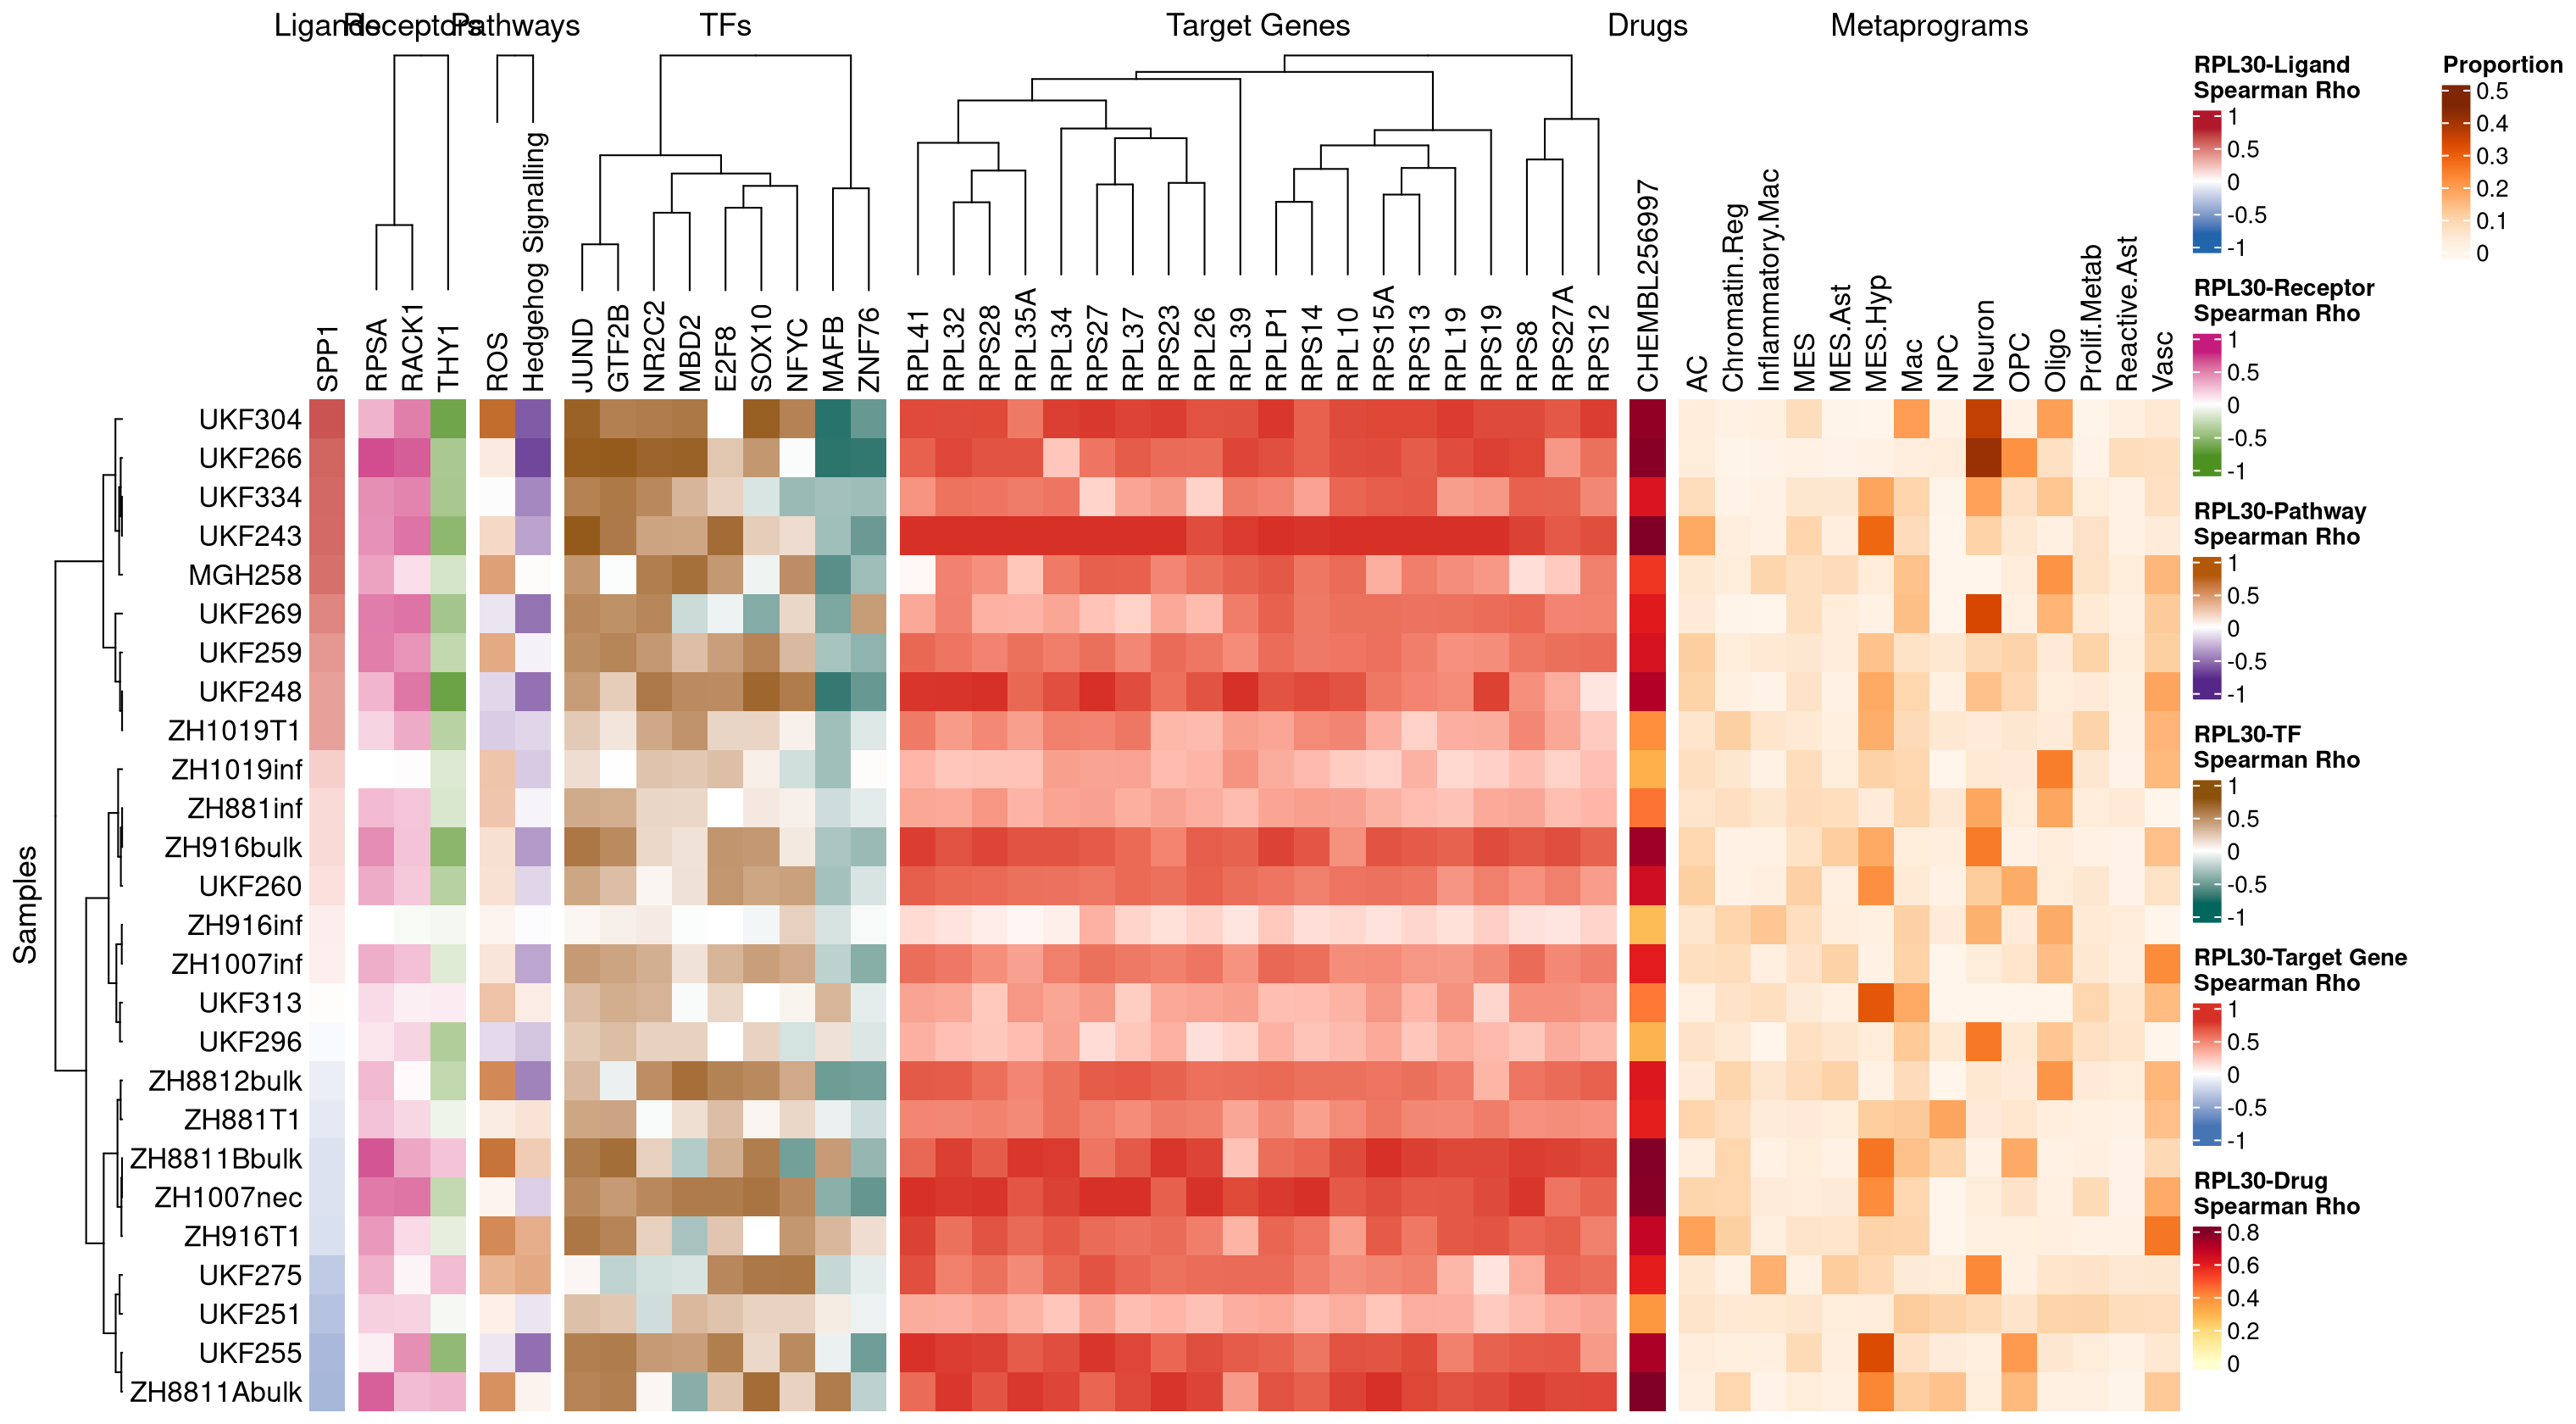 Ligands Receptors Pathways TFs Target Genes Drugs Metaprograms
SPP1
RPSA
RACK1
THY1
ROS
Hedgehog Signalling
JUND
GTF2B
NR2C2
MBD2
E2F8
SOX10
NFYC
MAFB
ZNF76
RPL41
RPL32
RPS28
RPL35A
RPL34
RPS27
RPL37
RPS23
RPL26
RPL39
RPLP1
RPS14
RPL10
RPS15A
RPS13
RPL19
RPS19
RPS8
RPS27A
RPS12
CHEMBL256997
AC
Chromatin.Reg
Inflammatory.Mac
MES
MES.Ast
MES.Hyp
Mac
NPC
Neuron
OPC
Oligo
Prolif.Metab
Reactive.Ast
Vasc
Samples
UKF304
UKF266
UKF334
UKF243
MGH258
UKF269
UKF259
UKF248
ZH1019T1
ZH1019inf
ZH881inf
ZH916bulk
UKF260
ZH916inf
ZH1007inf
UKF313
UKF296
ZH8812bulk
ZH881T1
ZH8811Bbulk
ZH1007nec
ZH916T1
UKF275
UKF251
UKF255
ZH8811Abulk
RPL30-Ligand
Spearman Rho
1
0.5
0
-0.5
-1
RPL30-Receptor
Spearman Rho
1
0.5
0
-0.5
-1
RPL30-Pathway
Spearman Rho
1
0.5
0
-0.5
-1
RPL30-TF
Spearman Rho
1
0.5
0
-0.5
-1
RPL30-Target Gene
Spearman Rho
1
0.5
0
-0.5
-1
RPL30-Drug
Spearman Rho
0.8
0.6
0.4
0.2
0
Proportion
0.5
0.4
0.3
0.2
0.1
0